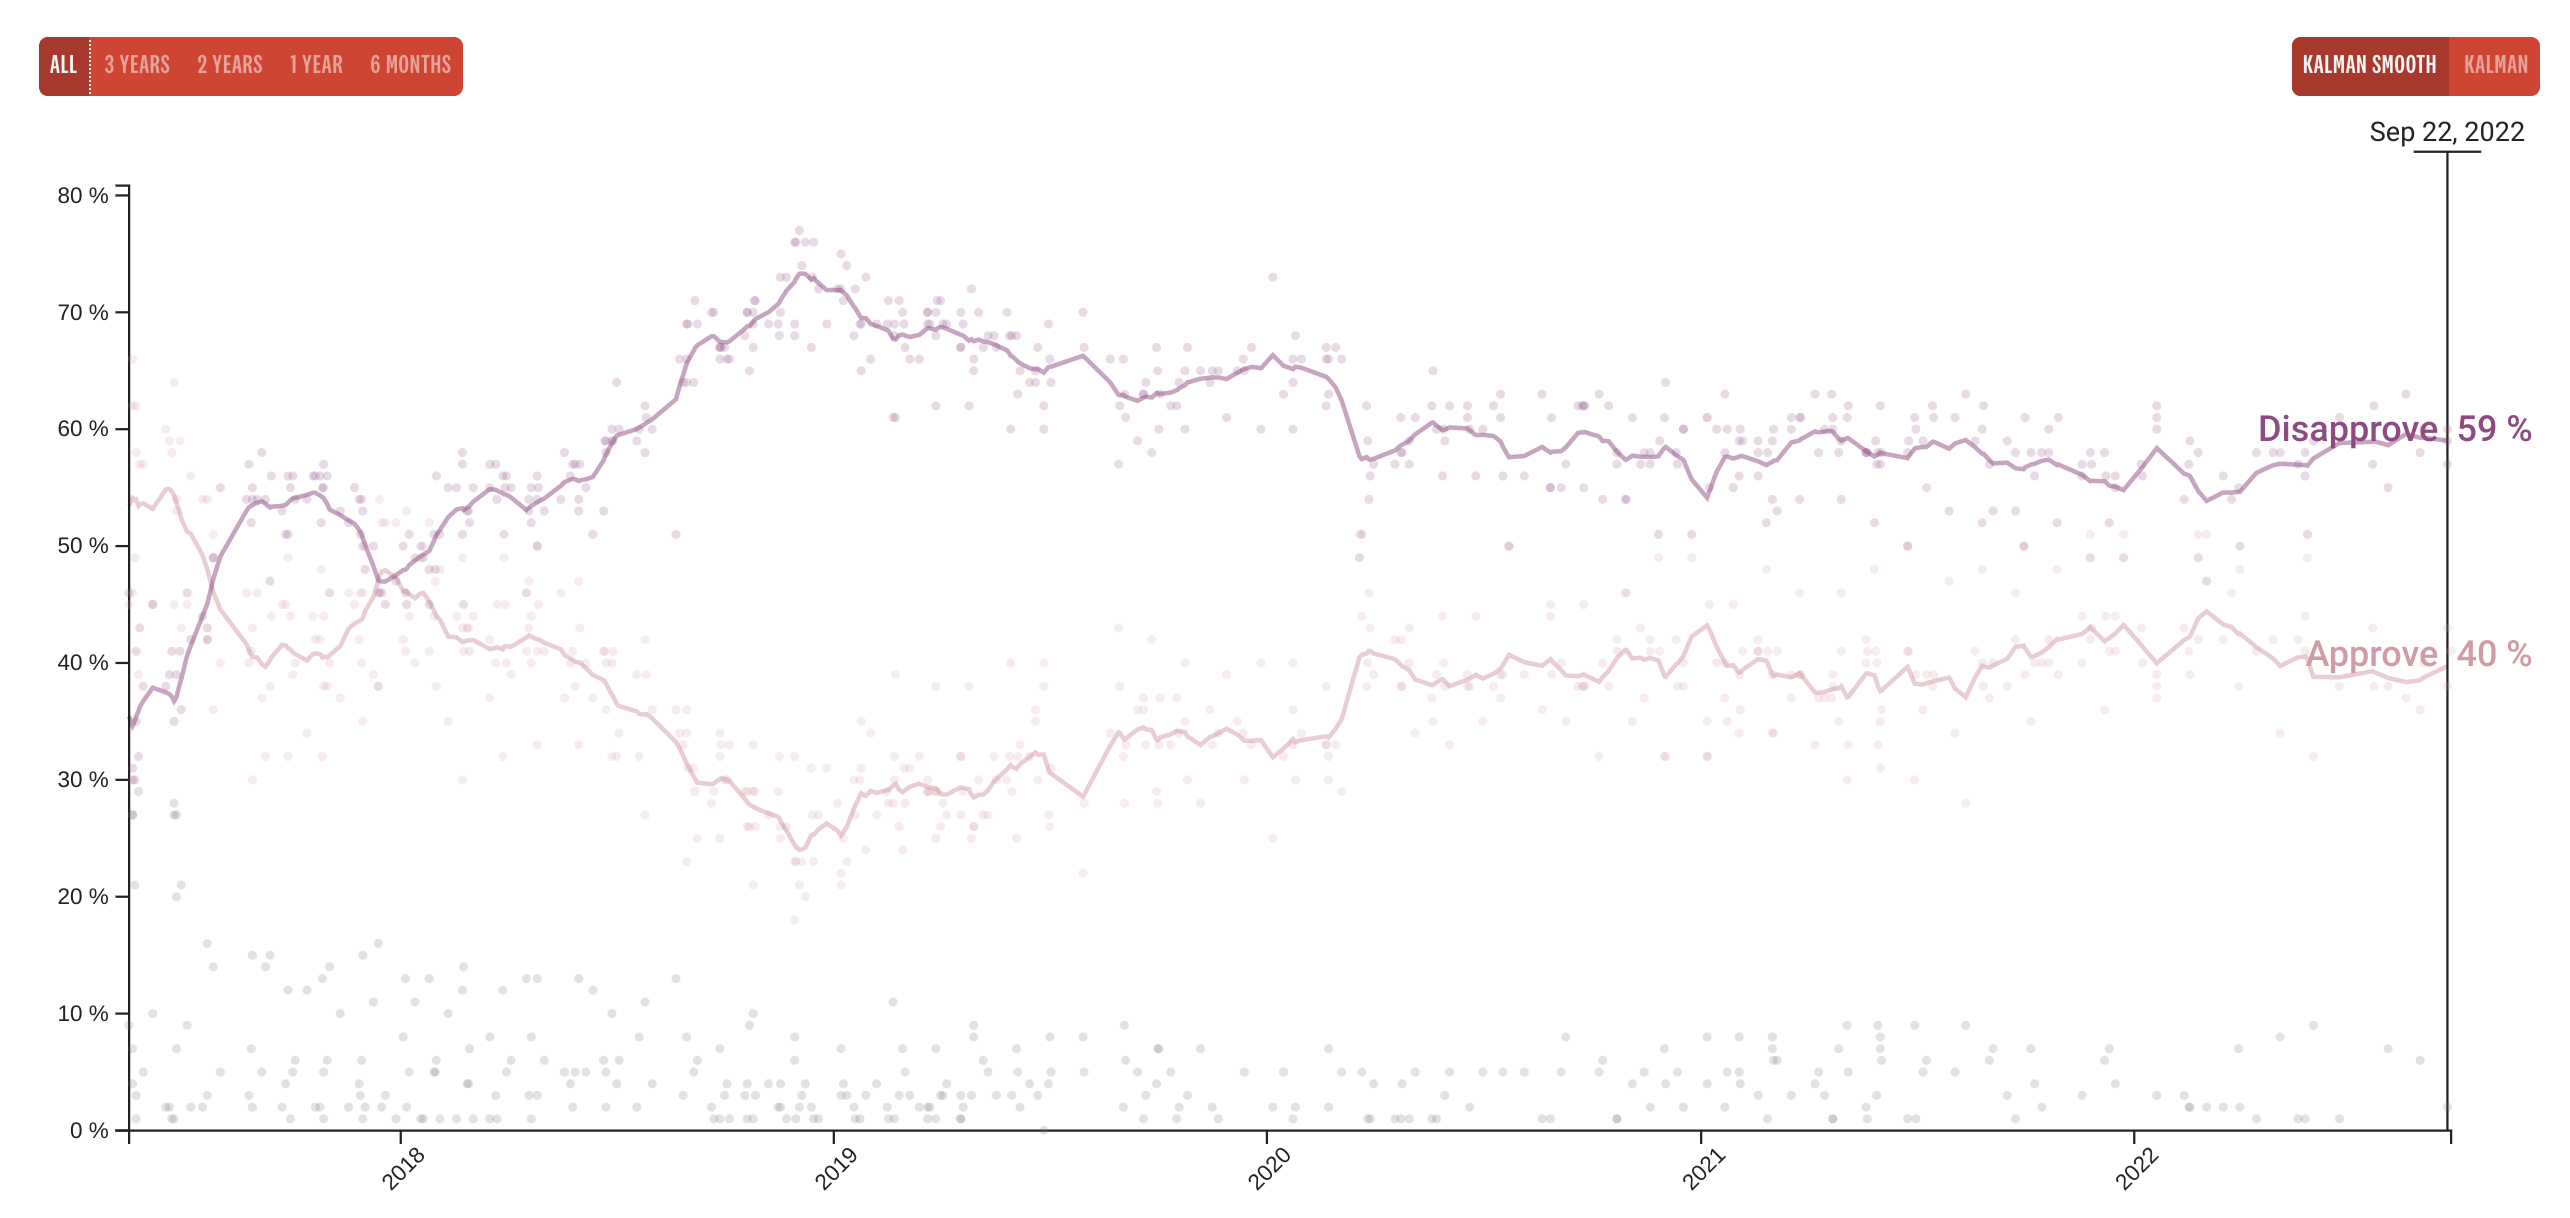 ALL 3 YEARS 2 YEARS 1 YEAR 6 MONTHS
KALMAN SMOOTH KALMAN
Sep 22, 2022
80 %
70 %
60 %
Disapprove 59 %
50 %
40 %
Approve 40 %
30 %
20 %
10 %
0 %
2018 2019 2020 2021 2022